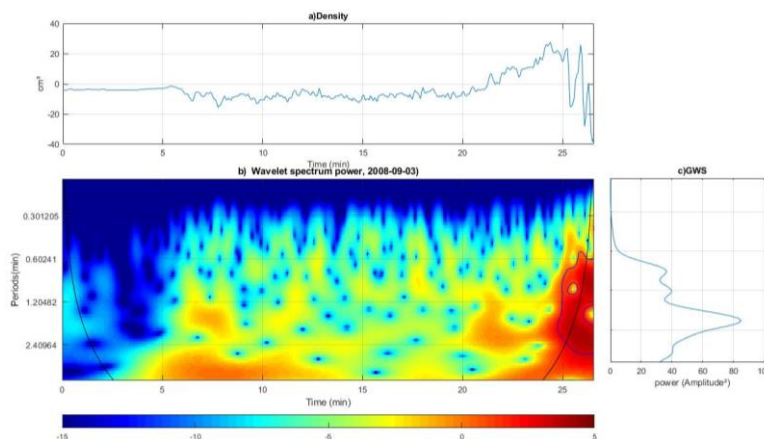 a)Density
40
20
0
-20
-40
cm³
0 5 10 15 20 25
Time (min)
b) Wavelet spectrum power, 2008-09-03)
0.301205
0.60241
1.20482
2.40964
Periods(min)
0 5 10 15 20 25
Time (min)
-15 -10 -5 0 5
c)GWS
0 20 40 60 80 100
power (Amplitude²)